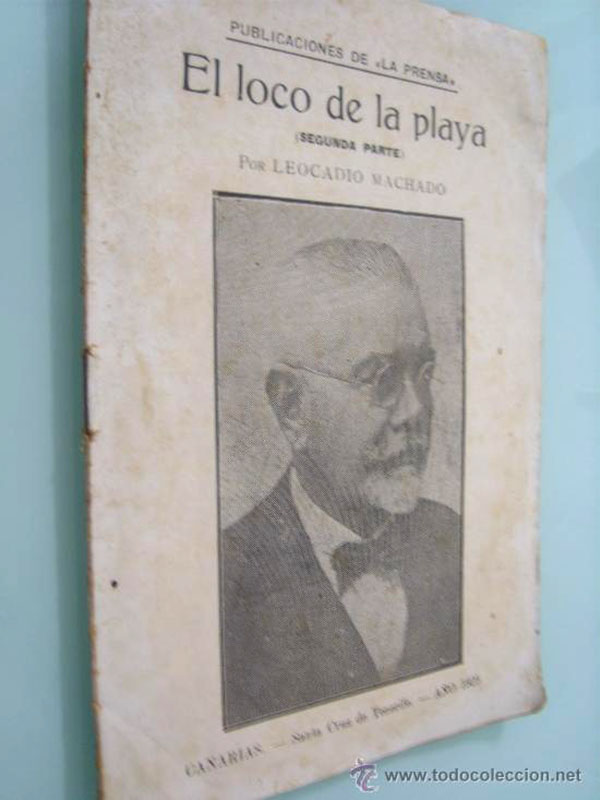 PUBLICACIONES DE «LA PRENSA»
El loco de la playa
(SEGUNDA PARTE)
POR LEOCADIO MACHADO
CANARIAS. — Santa Cruz de Tenerife. — AÑO
www.todocoleccion.net